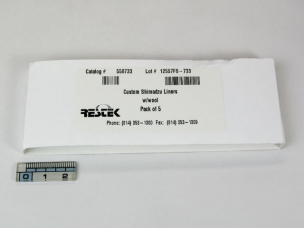 Catalog # 550733 Lot # 12557FS-733
Custom Shimadzu Liners
w/wool
Pack of 5
RESTEK
Phone: (814) 353-1300 Fax: (814) 353-1309
0 1 2